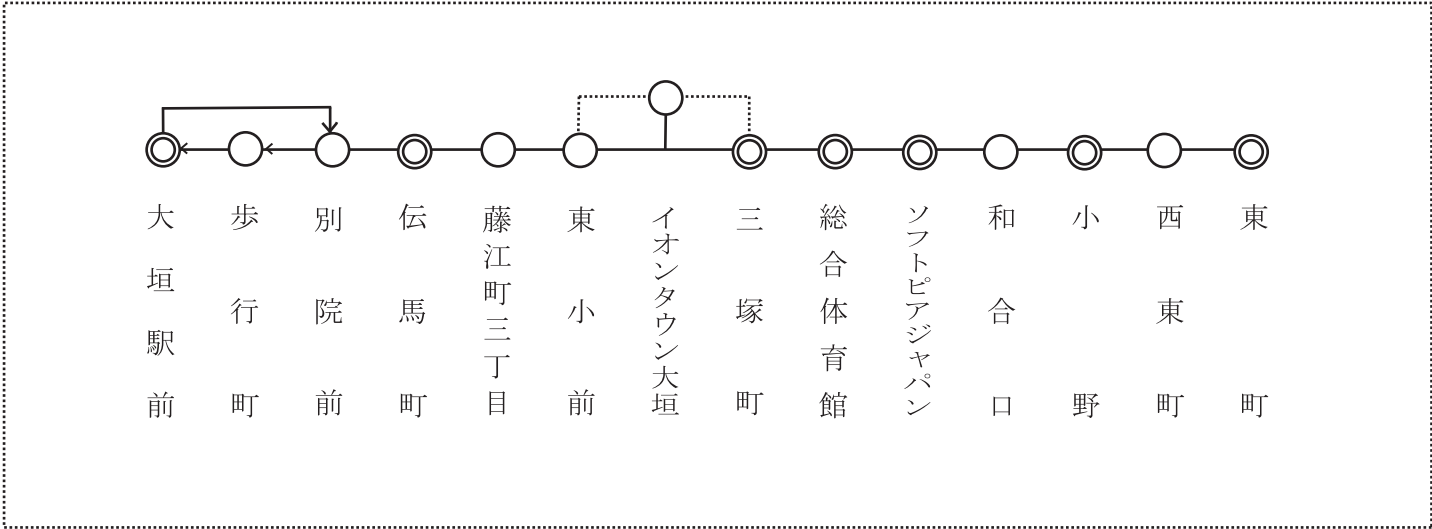 大垣駅前
歩行町
別院前
伝馬町
藤江町三丁目
東小前
イオンタウン大垣
三塚町
総合体育館
ソフトピアジャパン
和合口
小野
西東町
東町